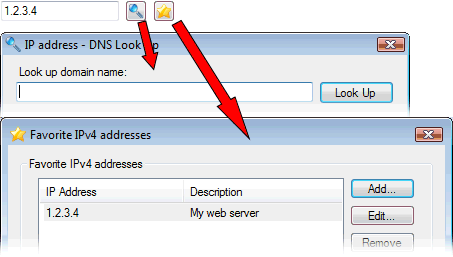 1.2.3.4
IP address - DNS Look Up
Look up domain name:
Look Up
Favorite IPv4 addresses
Favorite IPv4 addresses
IP Address Description
1.2.3.4 My web server
Add...
Edit...
Remove